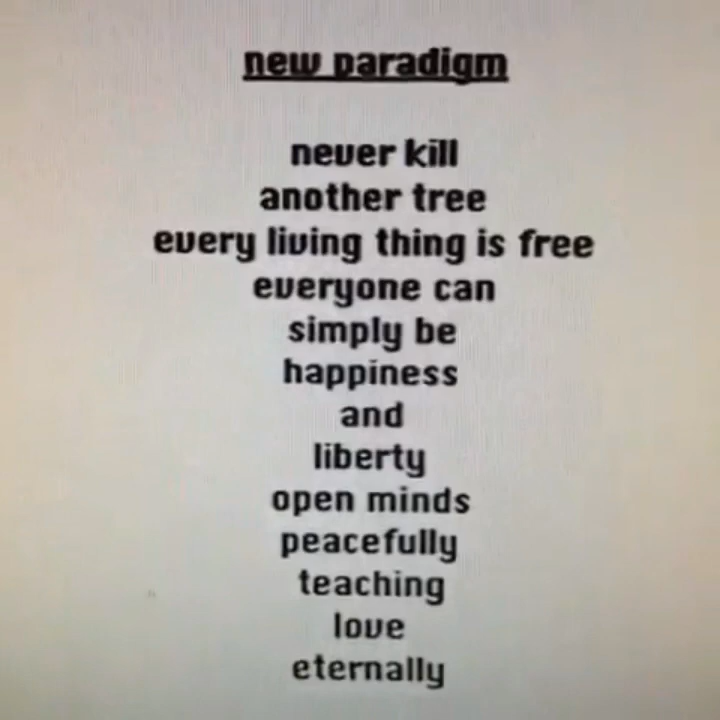 new paradigm
never kill
another tree
every living thing is free
everyone can
simply be
happiness
and
liberty
open minds
peacefully
teaching
love
eternally